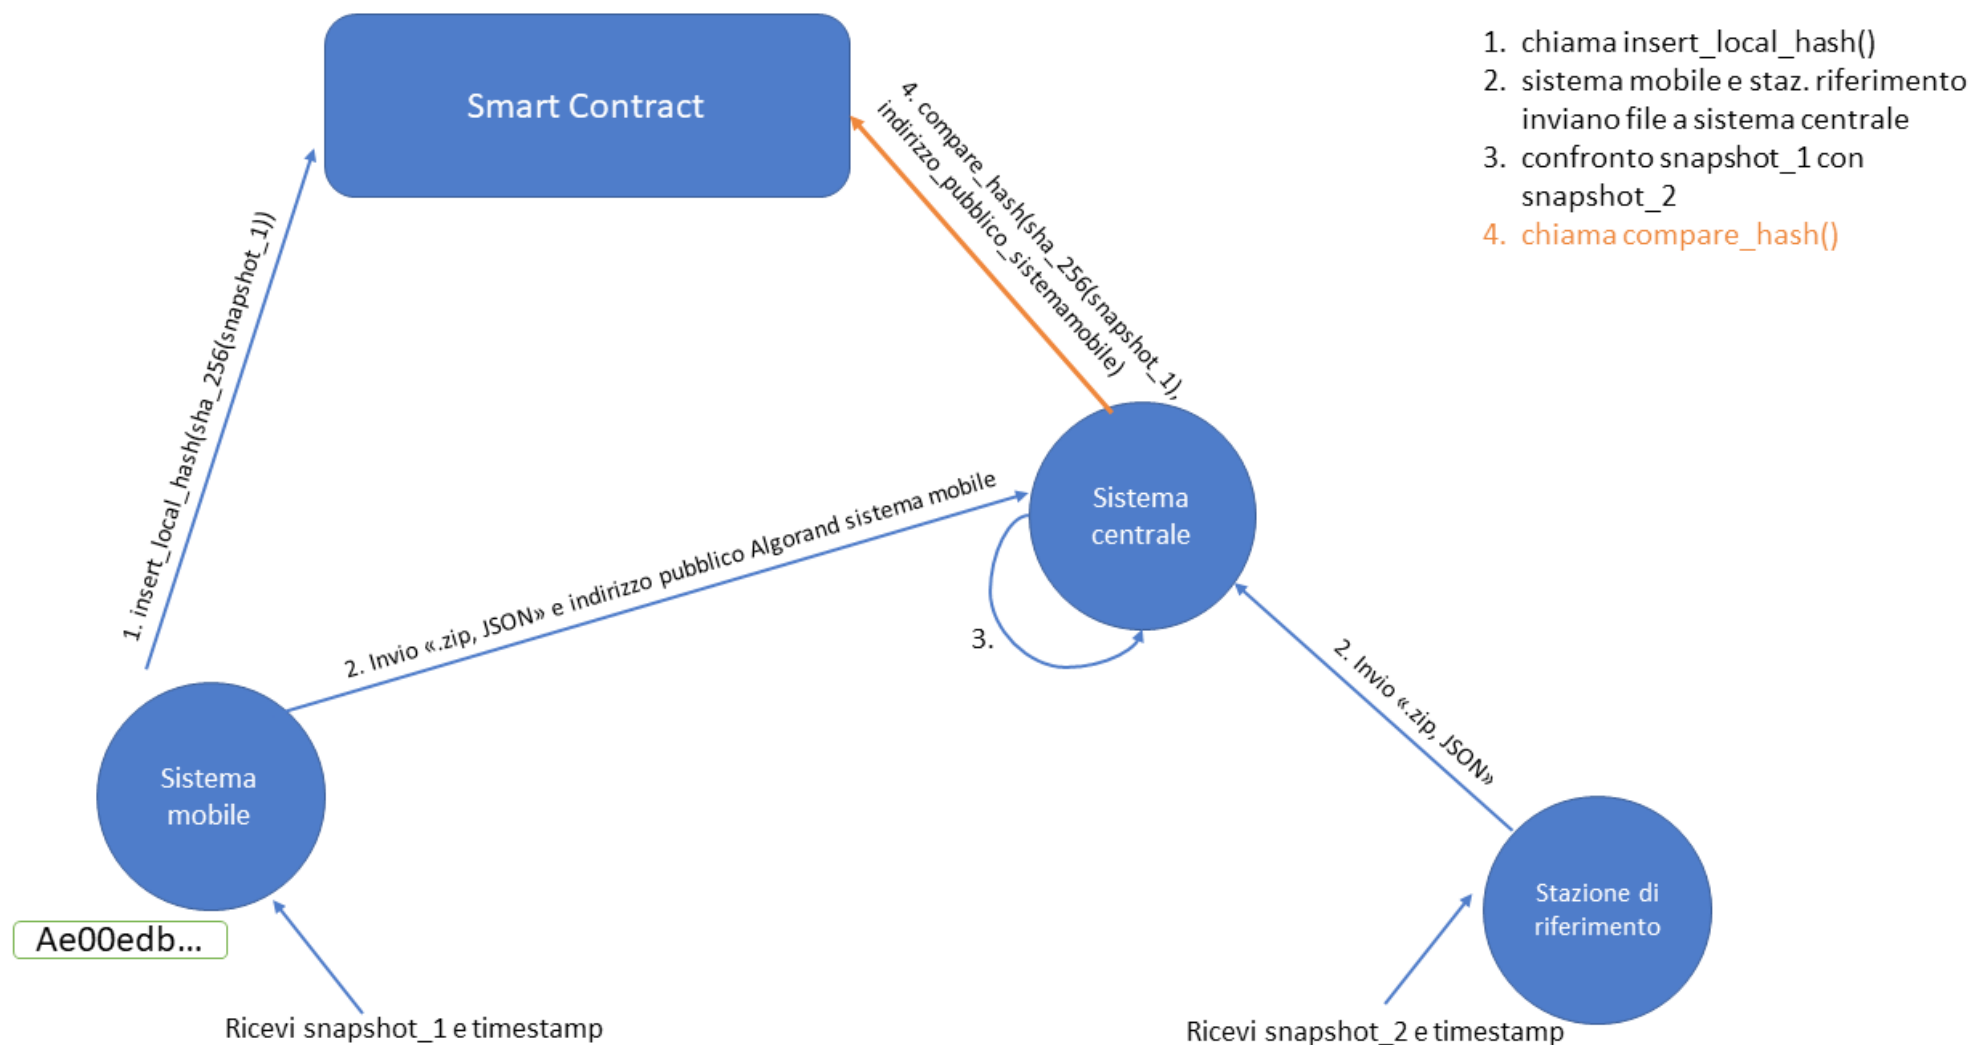 Smart Contract
1. chiama insert_local_hash()
2. sistema mobile e staz. riferimento
inviano file a sistema centrale
3. confronto snapshot_1 con
snapshot_2
4. chiama compare_hash()
1. insert_local_hash(sha_256(snapshot_1))
4. compare_hash(sha_256(snapshot_1),
indirizzo_pubblico_sistemamobile)
2. Invio «.zip, JSON» e indirizzo pubblico Algorand sistema mobile
Sistema
centrale
3.
2. Invio «.zip, JSON»
Sistema
mobile
Stazione di
riferimento
Ae00edb...
Ricevi snapshot_1 e timestamp
Ricevi snapshot_2 e timestamp